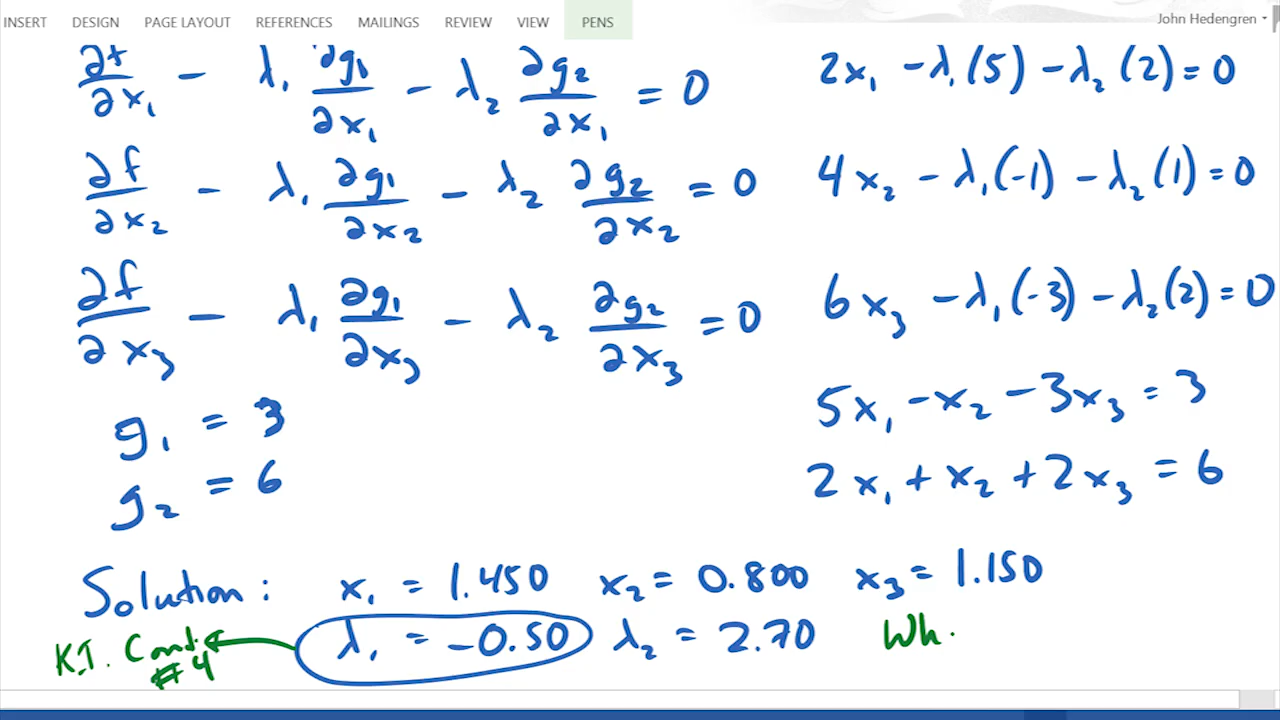 INSERT DESIGN PAGE LAYOUT REFERENCES MAILINGS REVIEW VIEW PENS John Hedengren
∂f/∂x₁ - λ₁ ∂g₁/∂x₁ - λ₂ ∂g₂/∂x₁ = 0 2x₁ - λ₁(5) - λ₂(2) = 0
∂f/∂x₂ - λ₁ ∂g₁/∂x₂ - λ₂ ∂g₂/∂x₂ = 0 4x₂ - λ₁(-1) - λ₂(1) = 0
∂f/∂x₃ - λ₁ ∂g₁/∂x₃ - λ₂ ∂g₂/∂x₃ = 0 6x₃ - λ₁(-3) - λ₂(2) = 0
g₁ = 3 5x₁ - x₂ - 3x₃ = 3
g₂ = 6 2x₁ + x₂ + 2x₃ = 6
Solution: x₁ = 1.450 x₂ = 0.800 x₃ = 1.150
K.T. Cond. #4 λ₁ = -0.50 λ₂ = 2.70 Wh.